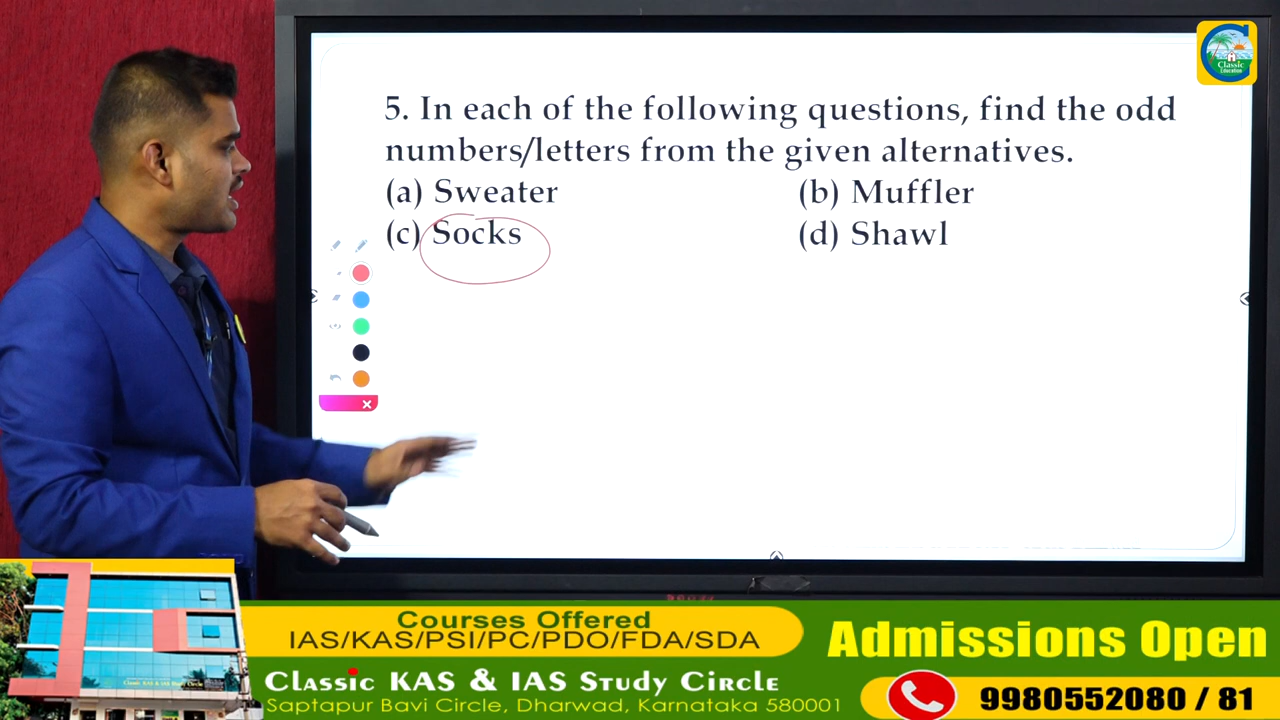 Classic
Education
5. In each of the following questions, find the odd
numbers/letters from the given alternatives.
(a) Sweater (b) Muffler
(c) Socks (d) Shawl
Courses Offered
IAS/KAS/PSI/PC/PDO/FDA/SDA
Classic KAS & IAS Study Circle
Saptapur Bavi Circle, Dharwad, Karnataka 580001
Admissions Open
9980552080 / 81